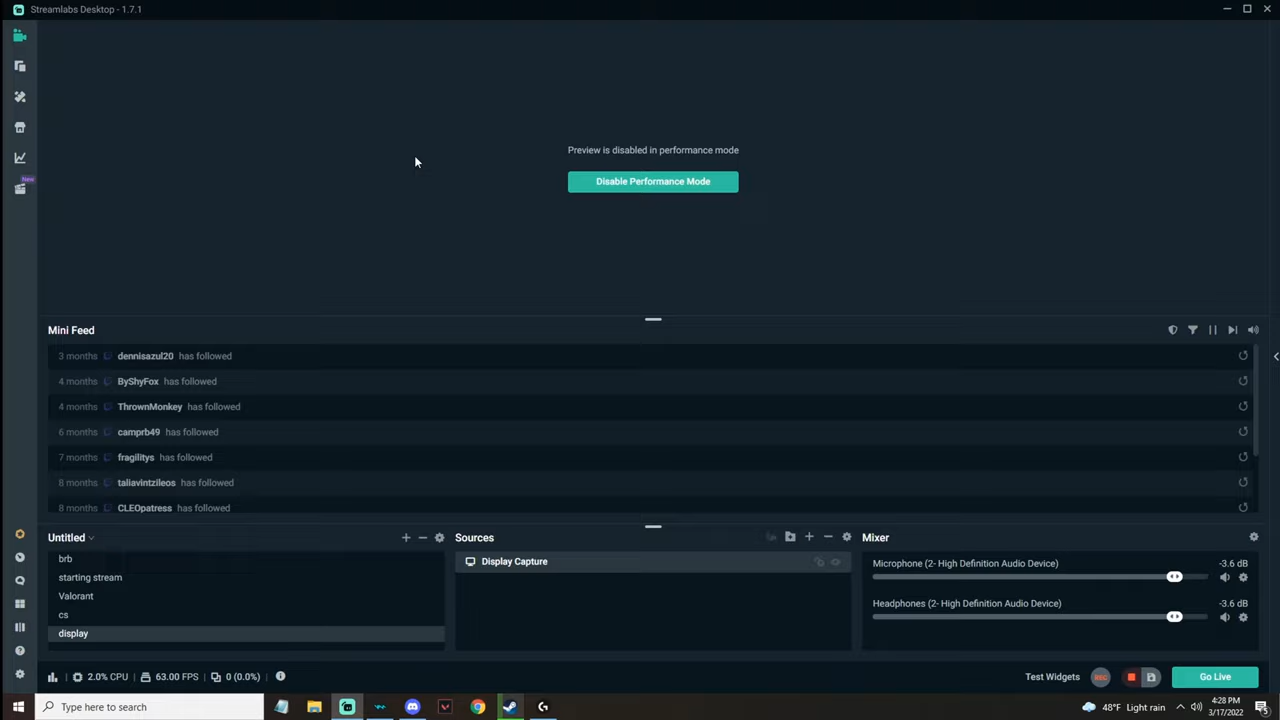 Streamlabs Desktop - 1.7.1
New
Preview is disabled in performance mode
Disable Performance Mode
Mini Feed
3 months dennisazul20 has followed
4 months ByShyFox has followed
4 months ThrownMonkey has followed
6 months camprb49 has followed
7 months fragilitys has followed
8 months taliavintzileos has followed
8 months CLEOpatress has followed
Untitled
brb
starting stream
Valorant
cs
display
Sources
Display Capture
Mixer
Microphone (2- High Definition Audio Device) -3.6 dB
Headphones (2- High Definition Audio Device) -3.6 dB
2.0% CPU 63.00 FPS 0 (0.0%)
Test Widgets REC Go Live
Type here to search
48°F Light rain
4:28 PM
3/17/2022
5